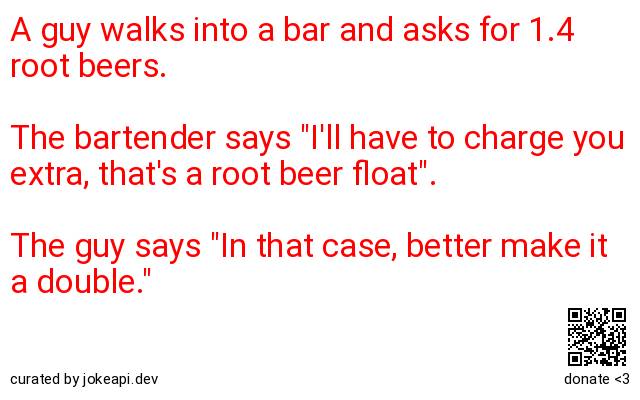 A guy walks into a bar and asks for 1.4
root beers.
The bartender says "I'll have to charge you
extra, that's a root beer float".
The guy says "In that case, better make it
a double."
curated by jokeapi.dev
donate <3